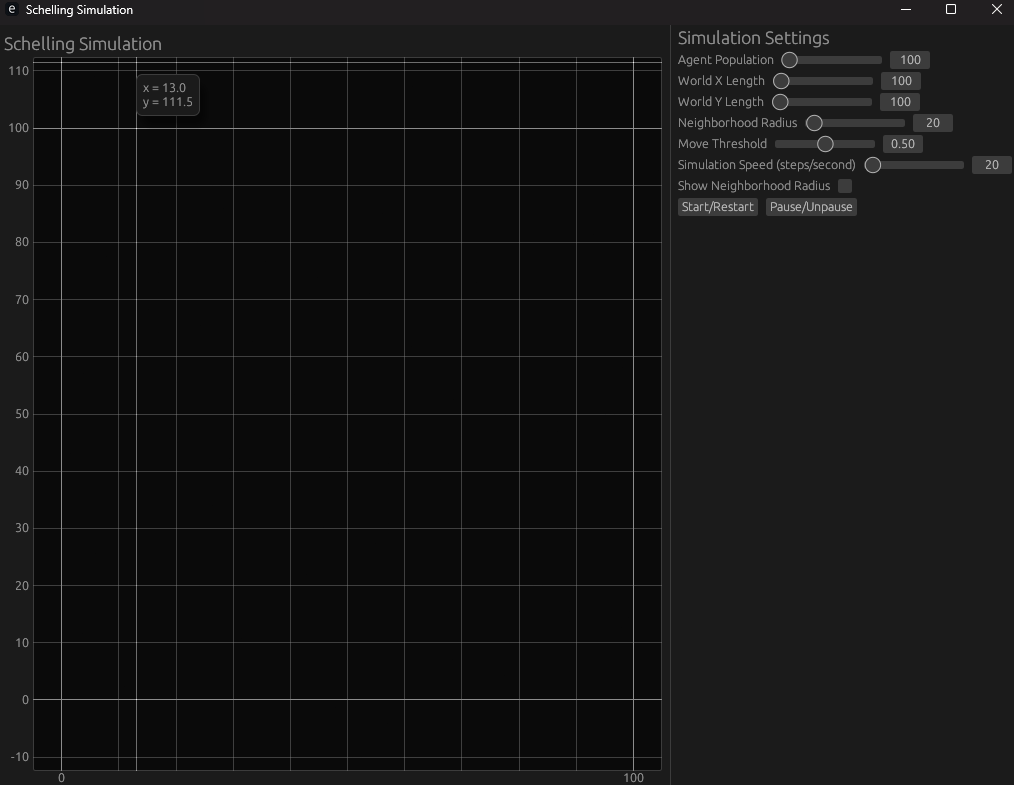 e Schelling Simulation
Schelling Simulation
110
x = 13.0
y = 111.5
100
90
80
70
60
50
40
30
20
10
0
-10
0 100
Simulation Settings
Agent Population 100
World X Length 100
World Y Length 100
Neighborhood Radius 20
Move Threshold 0.50
Simulation Speed (steps/second) 20
Show Neighborhood Radius
Start/Restart Pause/Unpause